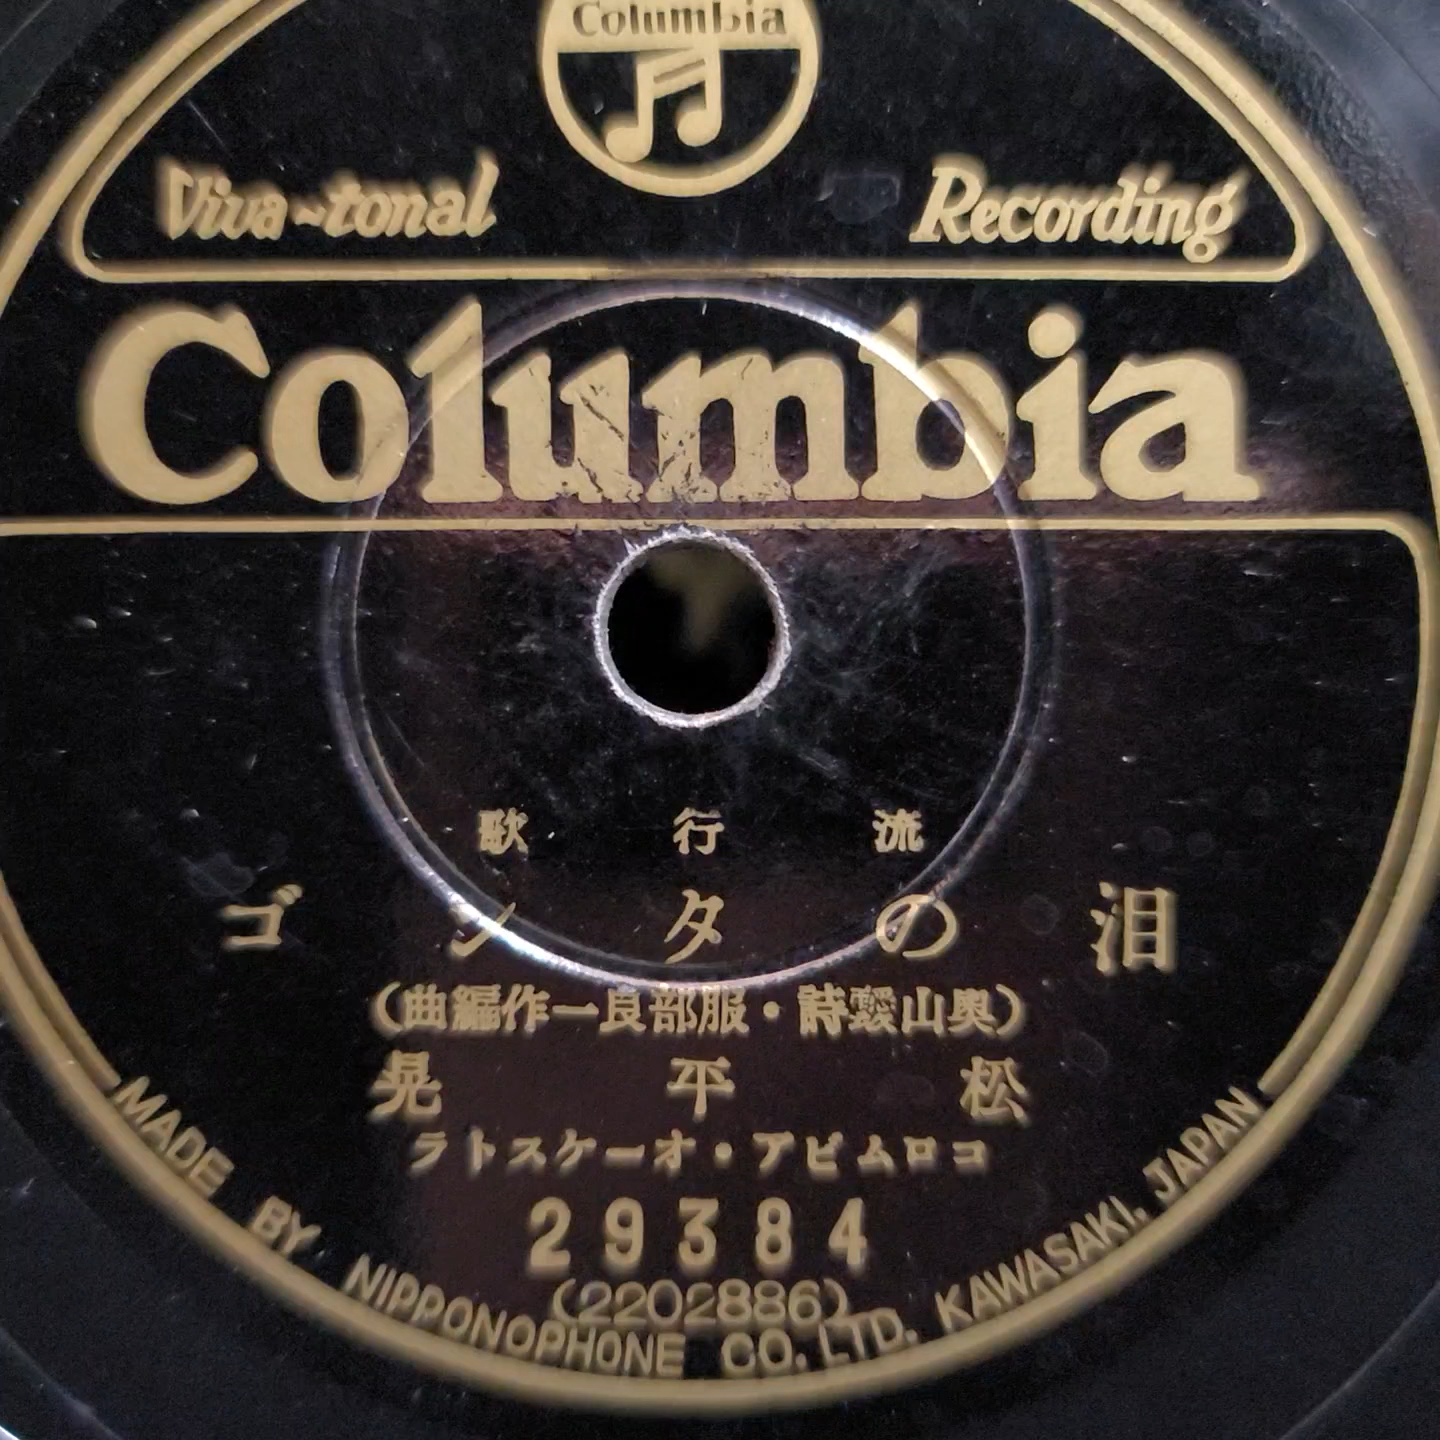 Columbia
Viva-tonal Recording
Columbia
流行歌
泪のタンゴ
(奥山靉詩・服部良一作編曲)
松平晃
コロムビア・オーケストラ
29384
(2202886)
MADE BY NIPPONOPHONE CO. LTD. KAWASAKI, JAPAN